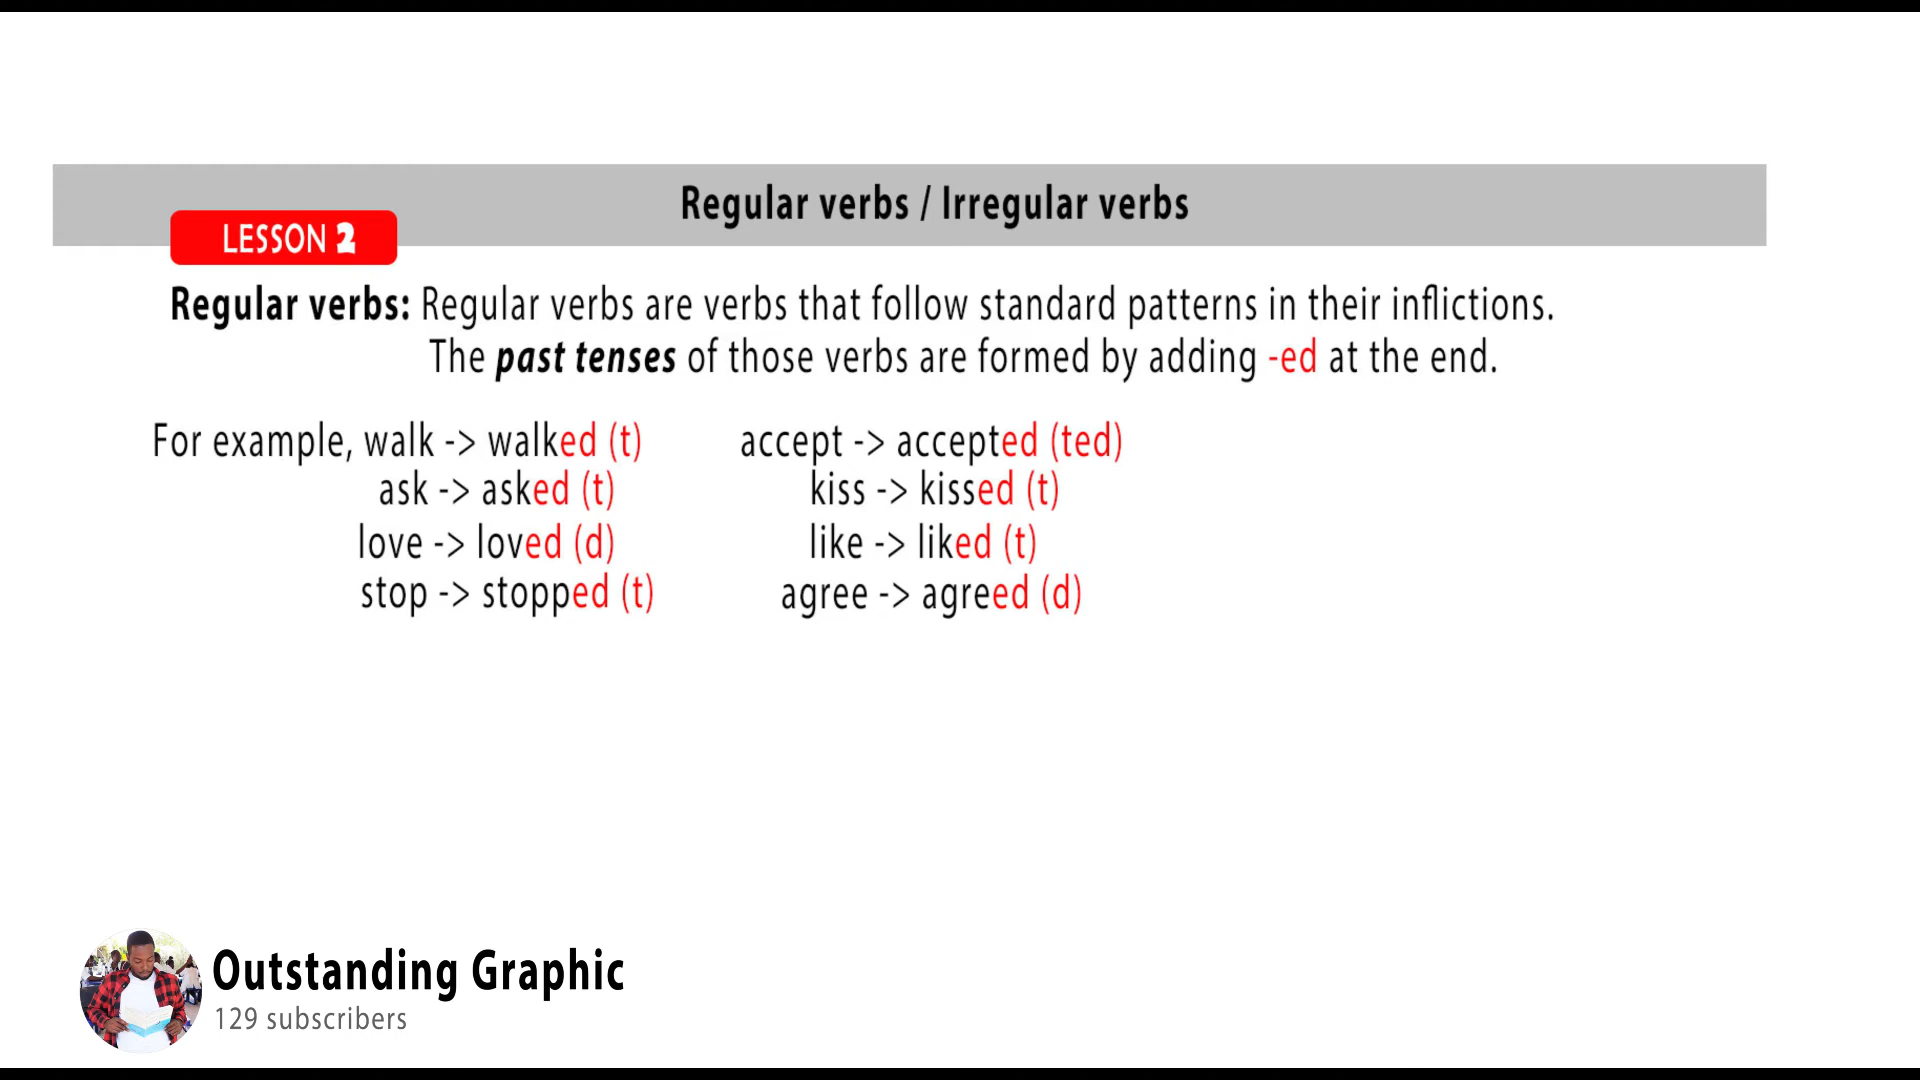 Regular verbs / Irregular verbs
LESSON 2
Regular verbs: Regular verbs are verbs that follow standard patterns in their inflictions.
The past tenses of those verbs are formed by adding -ed at the end.
For example, walk -> walked (t)
ask -> asked (t)
love -> loved (d)
stop -> stopped (t)
accept -> accepted (ted)
kiss -> kissed (t)
like -> liked (t)
agree -> agreed (d)
Outstanding Graphic
129 subscribers